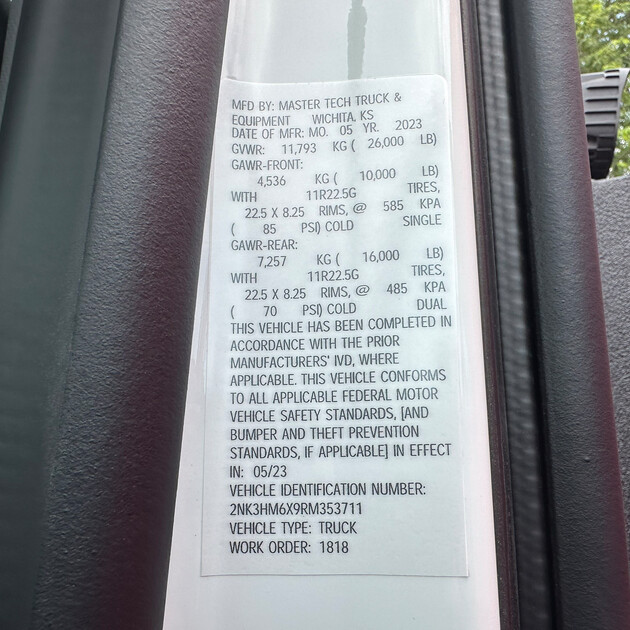 MFD BY: MASTER TECH TRUCK &
EQUIPMENT WICHITA, KS
DATE OF MFR: MO. 05 YR. 2023
GVWR: 11,793 KG ( 26,000 LB)
GAWR-FRONT:
4,536 KG ( 10,000 LB)
WITH 11R22.5G TIRES,
22.5 X 8.25 RIMS, @ 585 KPA
( 85 PSI) COLD SINGLE
GAWR-REAR:
7,257 KG ( 16,000 LB)
WITH 11R22.5G TIRES,
22.5 X 8.25 RIMS, @ 485 KPA
( 70 PSI) COLD DUAL
THIS VEHICLE HAS BEEN COMPLETED IN
ACCORDANCE WITH THE PRIOR
MANUFACTURERS' IVD, WHERE
APPLICABLE. THIS VEHICLE CONFORMS
TO ALL APPLICABLE FEDERAL MOTOR
VEHICLE SAFETY STANDARDS, [AND
BUMPER AND THEFT PREVENTION
STANDARDS, IF APPLICABLE] IN EFFECT
IN: 05/23
VEHICLE IDENTIFICATION NUMBER:
2NK3HM6X9RM353711
VEHICLE TYPE: TRUCK
WORK ORDER: 1818